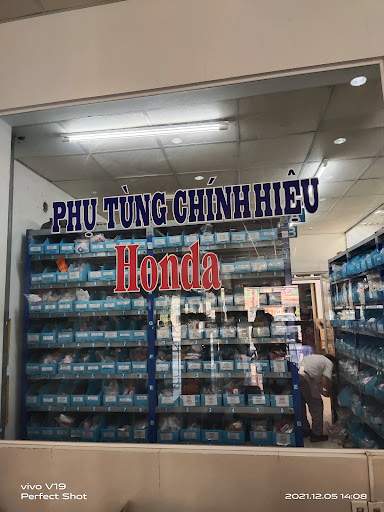 PHỤ TÙNG CHÍNH HIỆU
Honda
vivo V19
Perfect Shot
2021.12.05 14:08